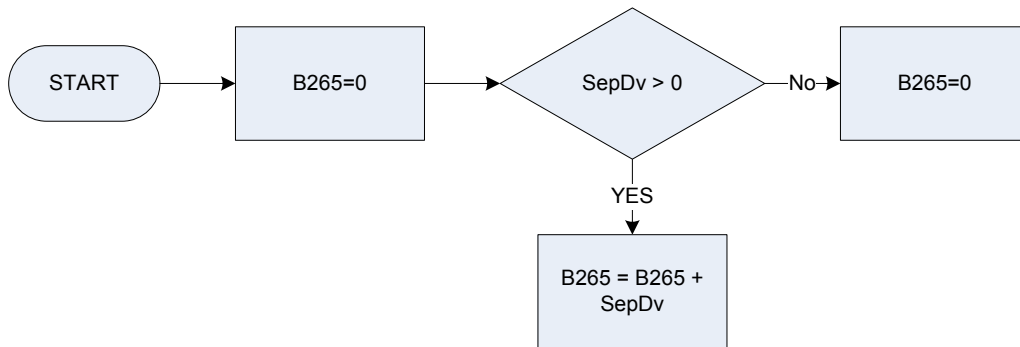 START
B265=0
SepDv > 0
No
B265=0
YES
B265 = B265 +
SepDv